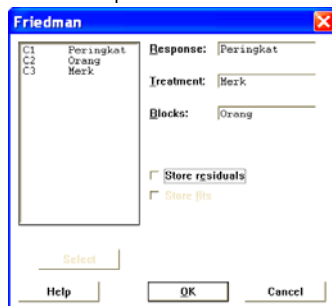 Friedman
C1 Peringkat
C2 Orang
C3 Merk
Response: Peringkat
Treatment: Merk
Blocks: Orang
Store residuals
Store fits
Select
Help
OK
Cancel